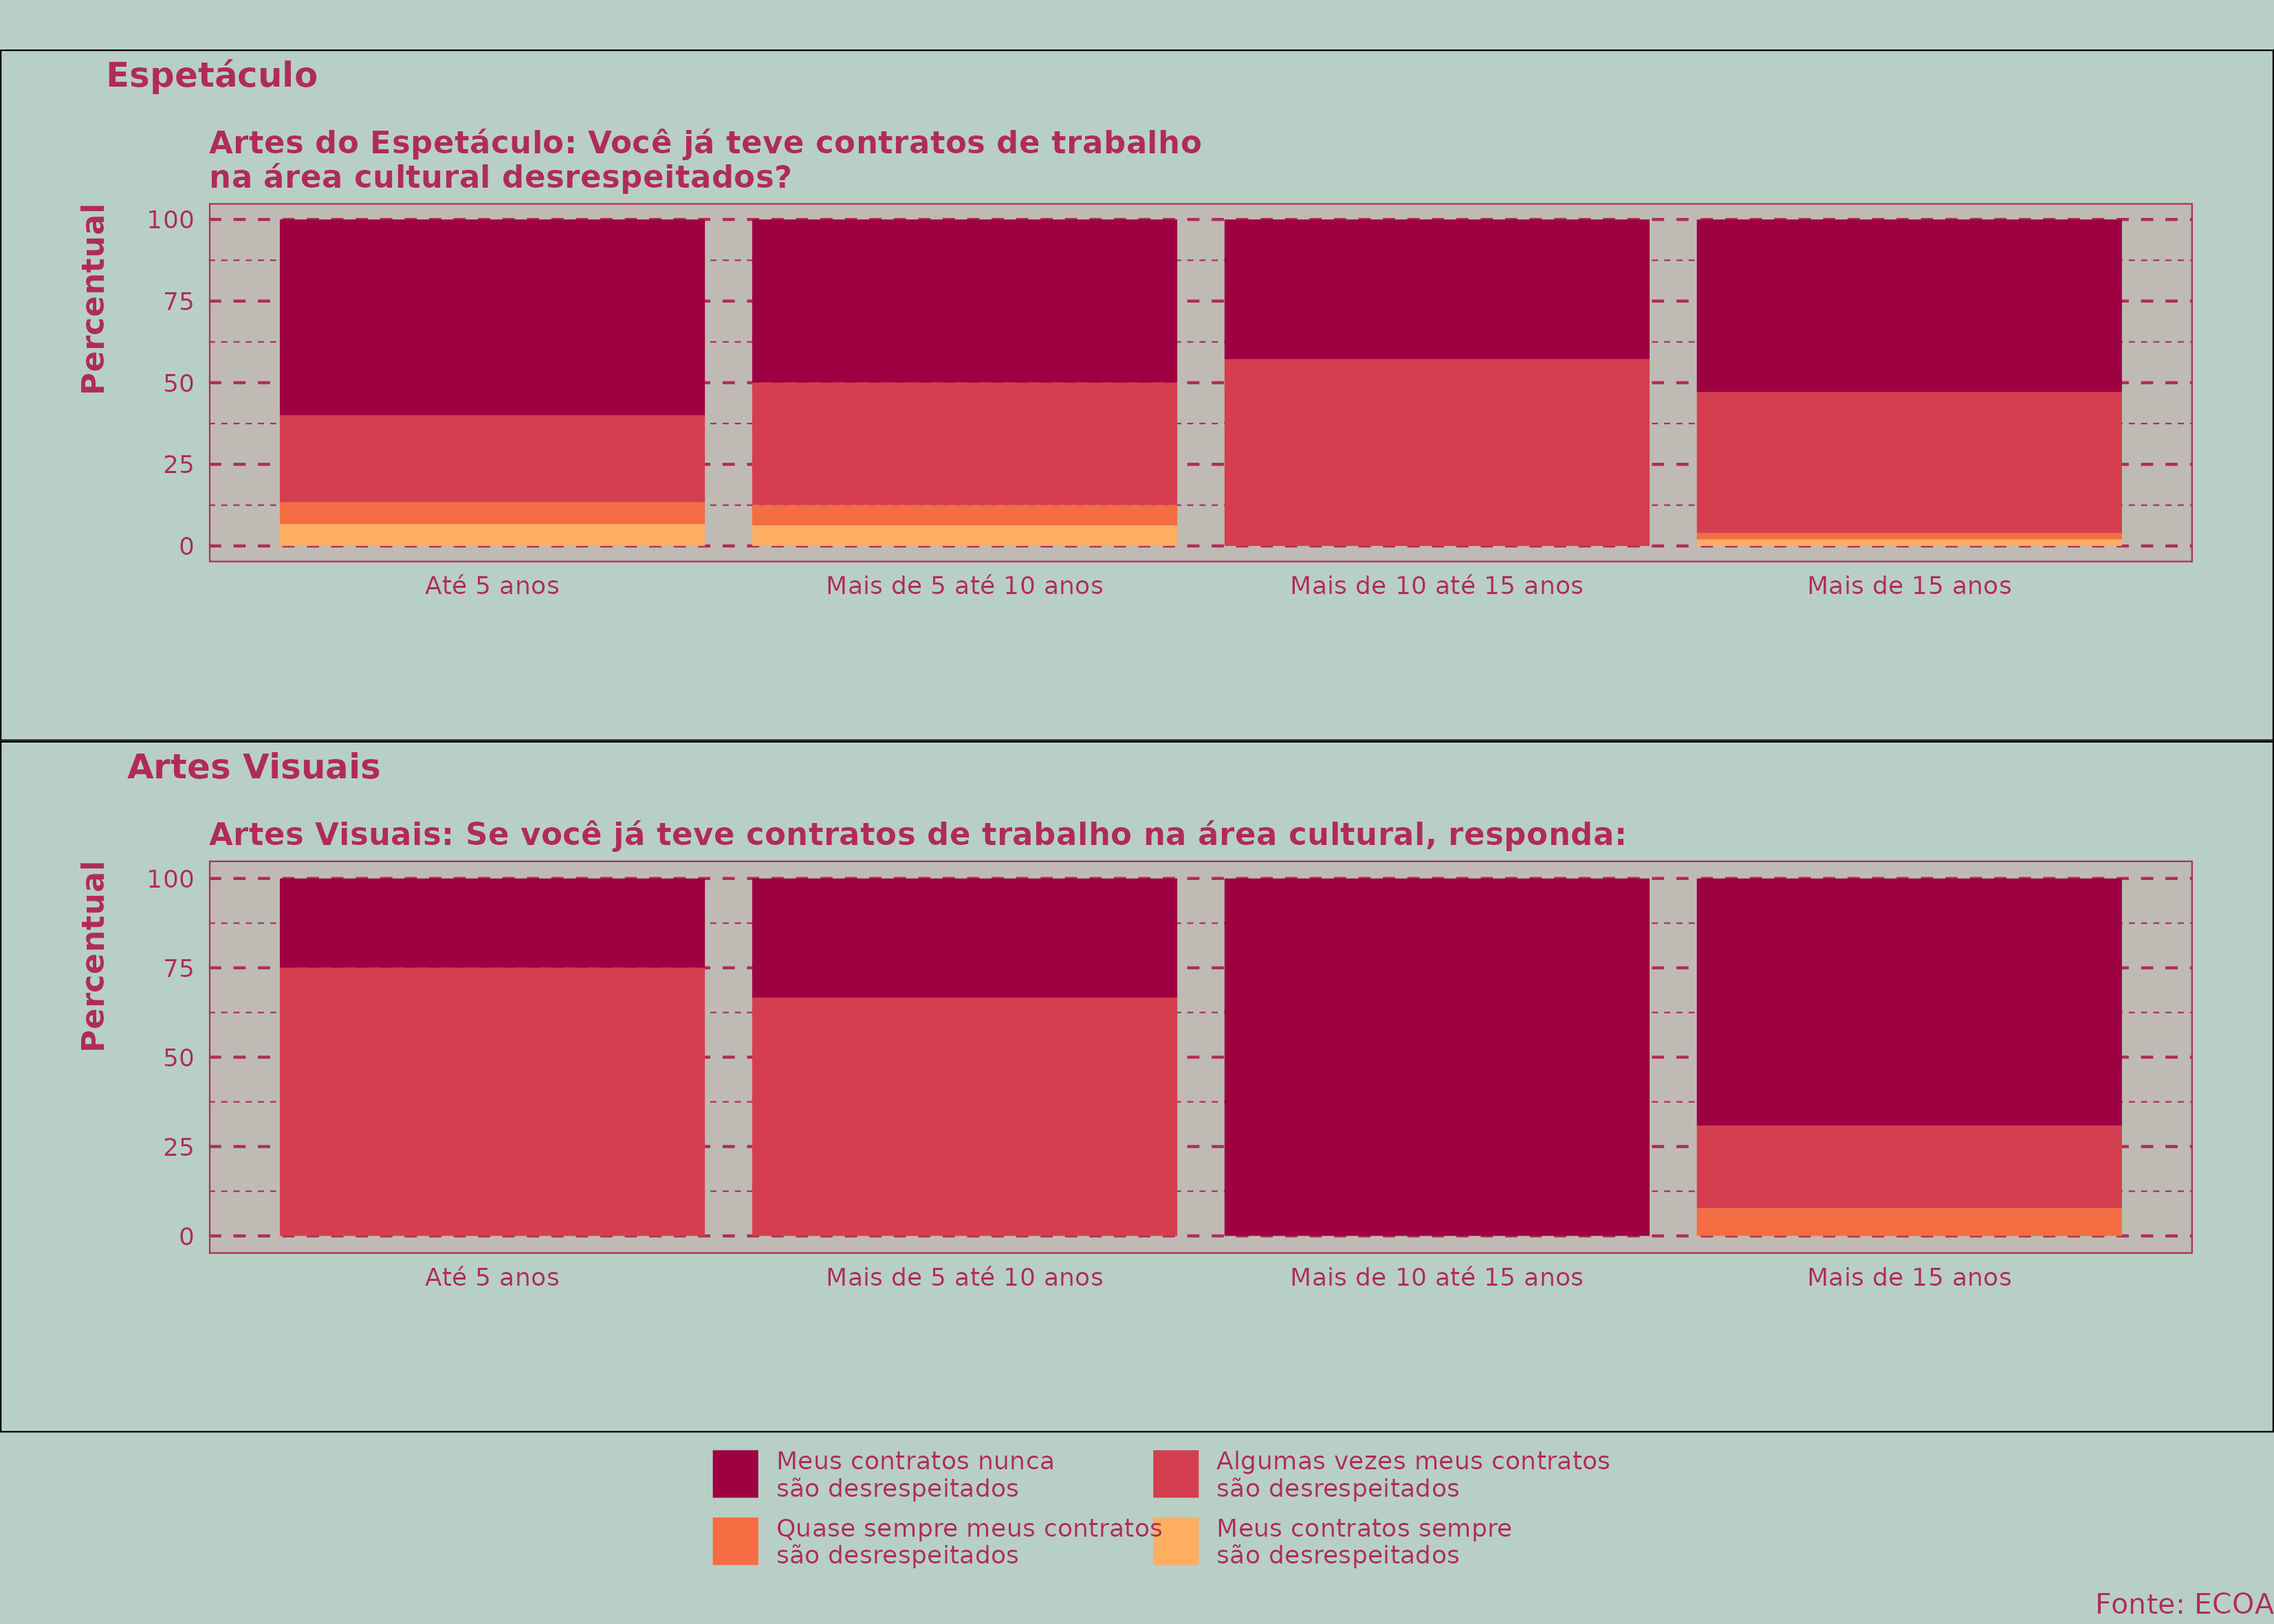 Espetáculo
Artes do Espetáculo: Você já teve contratos de trabalho
na área cultural desrespeitados?
Percentual
100
75
50
25
0
Até 5 anos
Mais de 5 até 10 anos
Mais de 10 até 15 anos
Mais de 15 anos
Artes Visuais
Artes Visuais: Se você já teve contratos de trabalho na área cultural, responda:
Percentual
100
75
50
25
0
Até 5 anos
Mais de 5 até 10 anos
Mais de 10 até 15 anos
Mais de 15 anos
Meus contratos nunca
são desrespeitados
Algumas vezes meus contratos
são desrespeitados
Quase sempre meus contratos
são desrespeitados
Meus contratos sempre
são desrespeitados
Fonte: ECOA